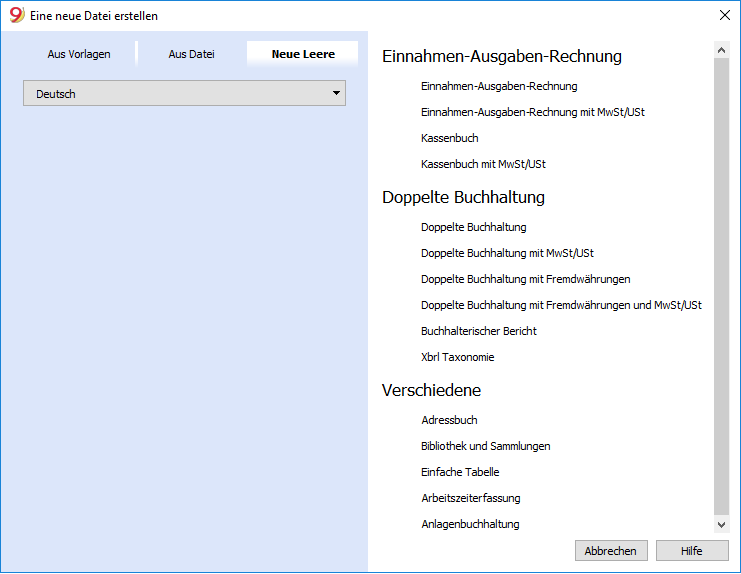 Eine neue Datei erstellen
Aus Vorlagen
Aus Datei
Neue Leere
Deutsch
Einnahmen-Ausgaben-Rechnung
Einnahmen-Ausgaben-Rechnung
Einnahmen-Ausgaben-Rechnung mit MwSt/USt
Kassenbuch
Kassenbuch mit MwSt/USt
Doppelte Buchhaltung
Doppelte Buchhaltung
Doppelte Buchhaltung mit MwSt/USt
Doppelte Buchhaltung mit Fremdwährungen
Doppelte Buchhaltung mit Fremdwährungen und MwSt/USt
Buchhalterischer Bericht
Xbrl Taxonomie
Verschiedene
Adressbuch
Bibliothek und Sammlungen
Einfache Tabelle
Arbeitszeiterfassung
Anlagenbuchhaltung
Abbrechen
Hilfe